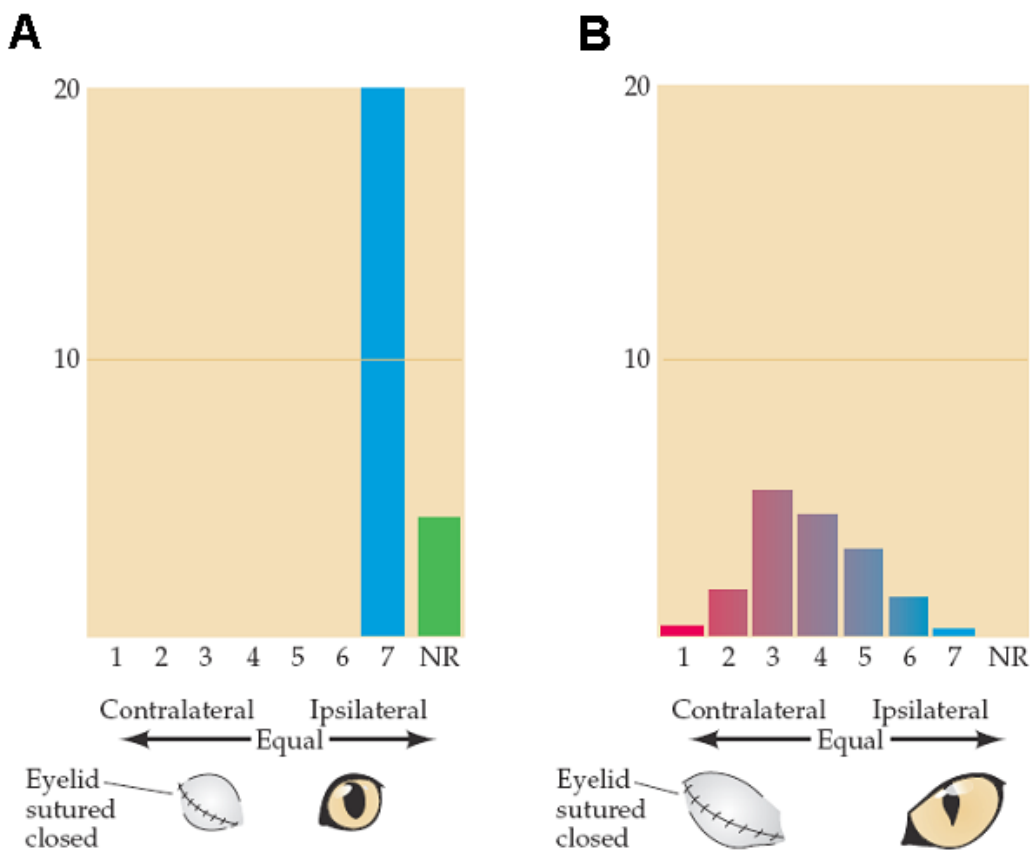 A
B
20
10
1 2 3 4 5 6 7 NR
Contralateral Ipsilateral
Equal
Eyelid
sutured
closed
20
10
1 2 3 4 5 6 7 NR
Contralateral Ipsilateral
Equal
Eyelid
sutured
closed